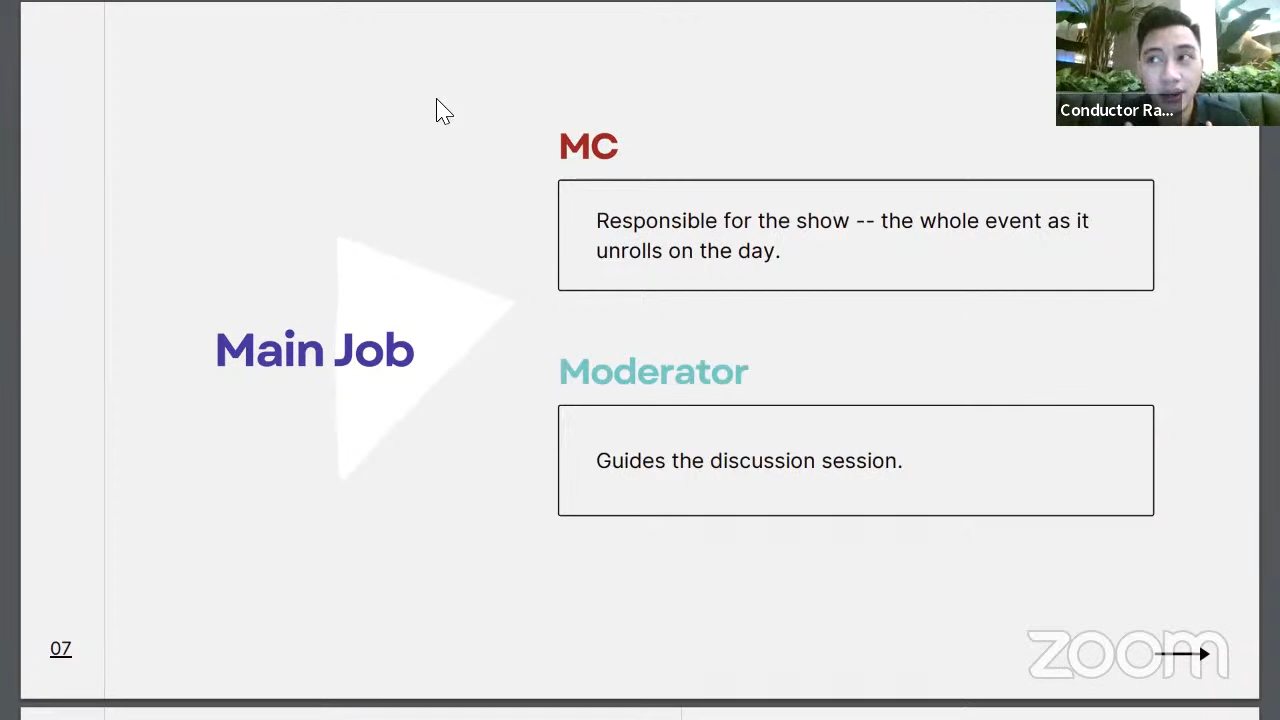 Conductor Ra...
MC
Responsible for the show -- the whole event as it
unrolls on the day.
Main Job
Moderator
Guides the discussion session.
07
zoom